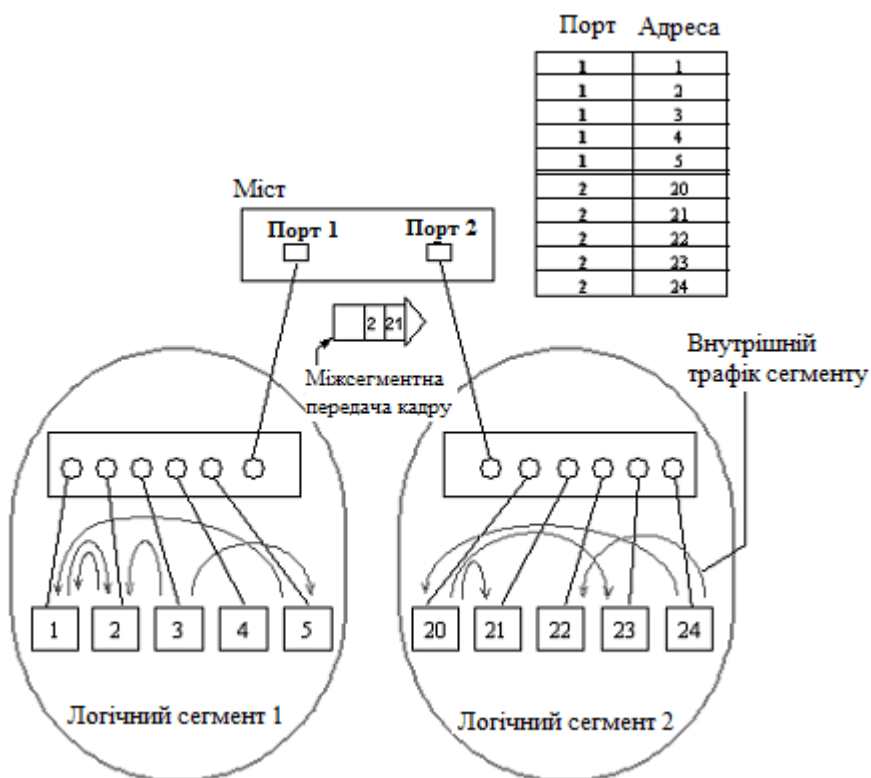 Порт Адреса
1 1
1 2
1 3
1 4
1 5
2 20
2 21
2 22
2 23
2 24
Міст
Порт 1 Порт 2
2 21
Міжсегментна
передача кадру
Внутрішній
трафік сегменту
1 2 3 4 5
20 21 22 23 24
Логічний сегмент 1
Логічний сегмент 2